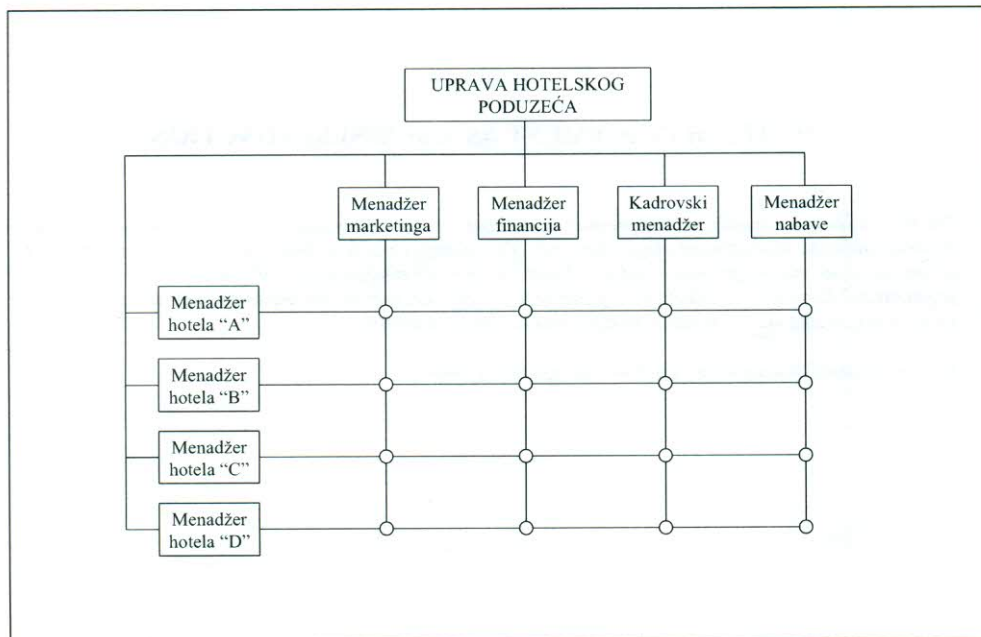 UPRAVA HOTELSKOG
PODUZEĆA
Menadžer
marketinga
Menadžer
financija
Kadrovski
menadžer
Menadžer
nabave
Menadžer
hotela “A”
Menadžer
hotela “B”
Menadžer
hotela “C”
Menadžer
hotela “D”